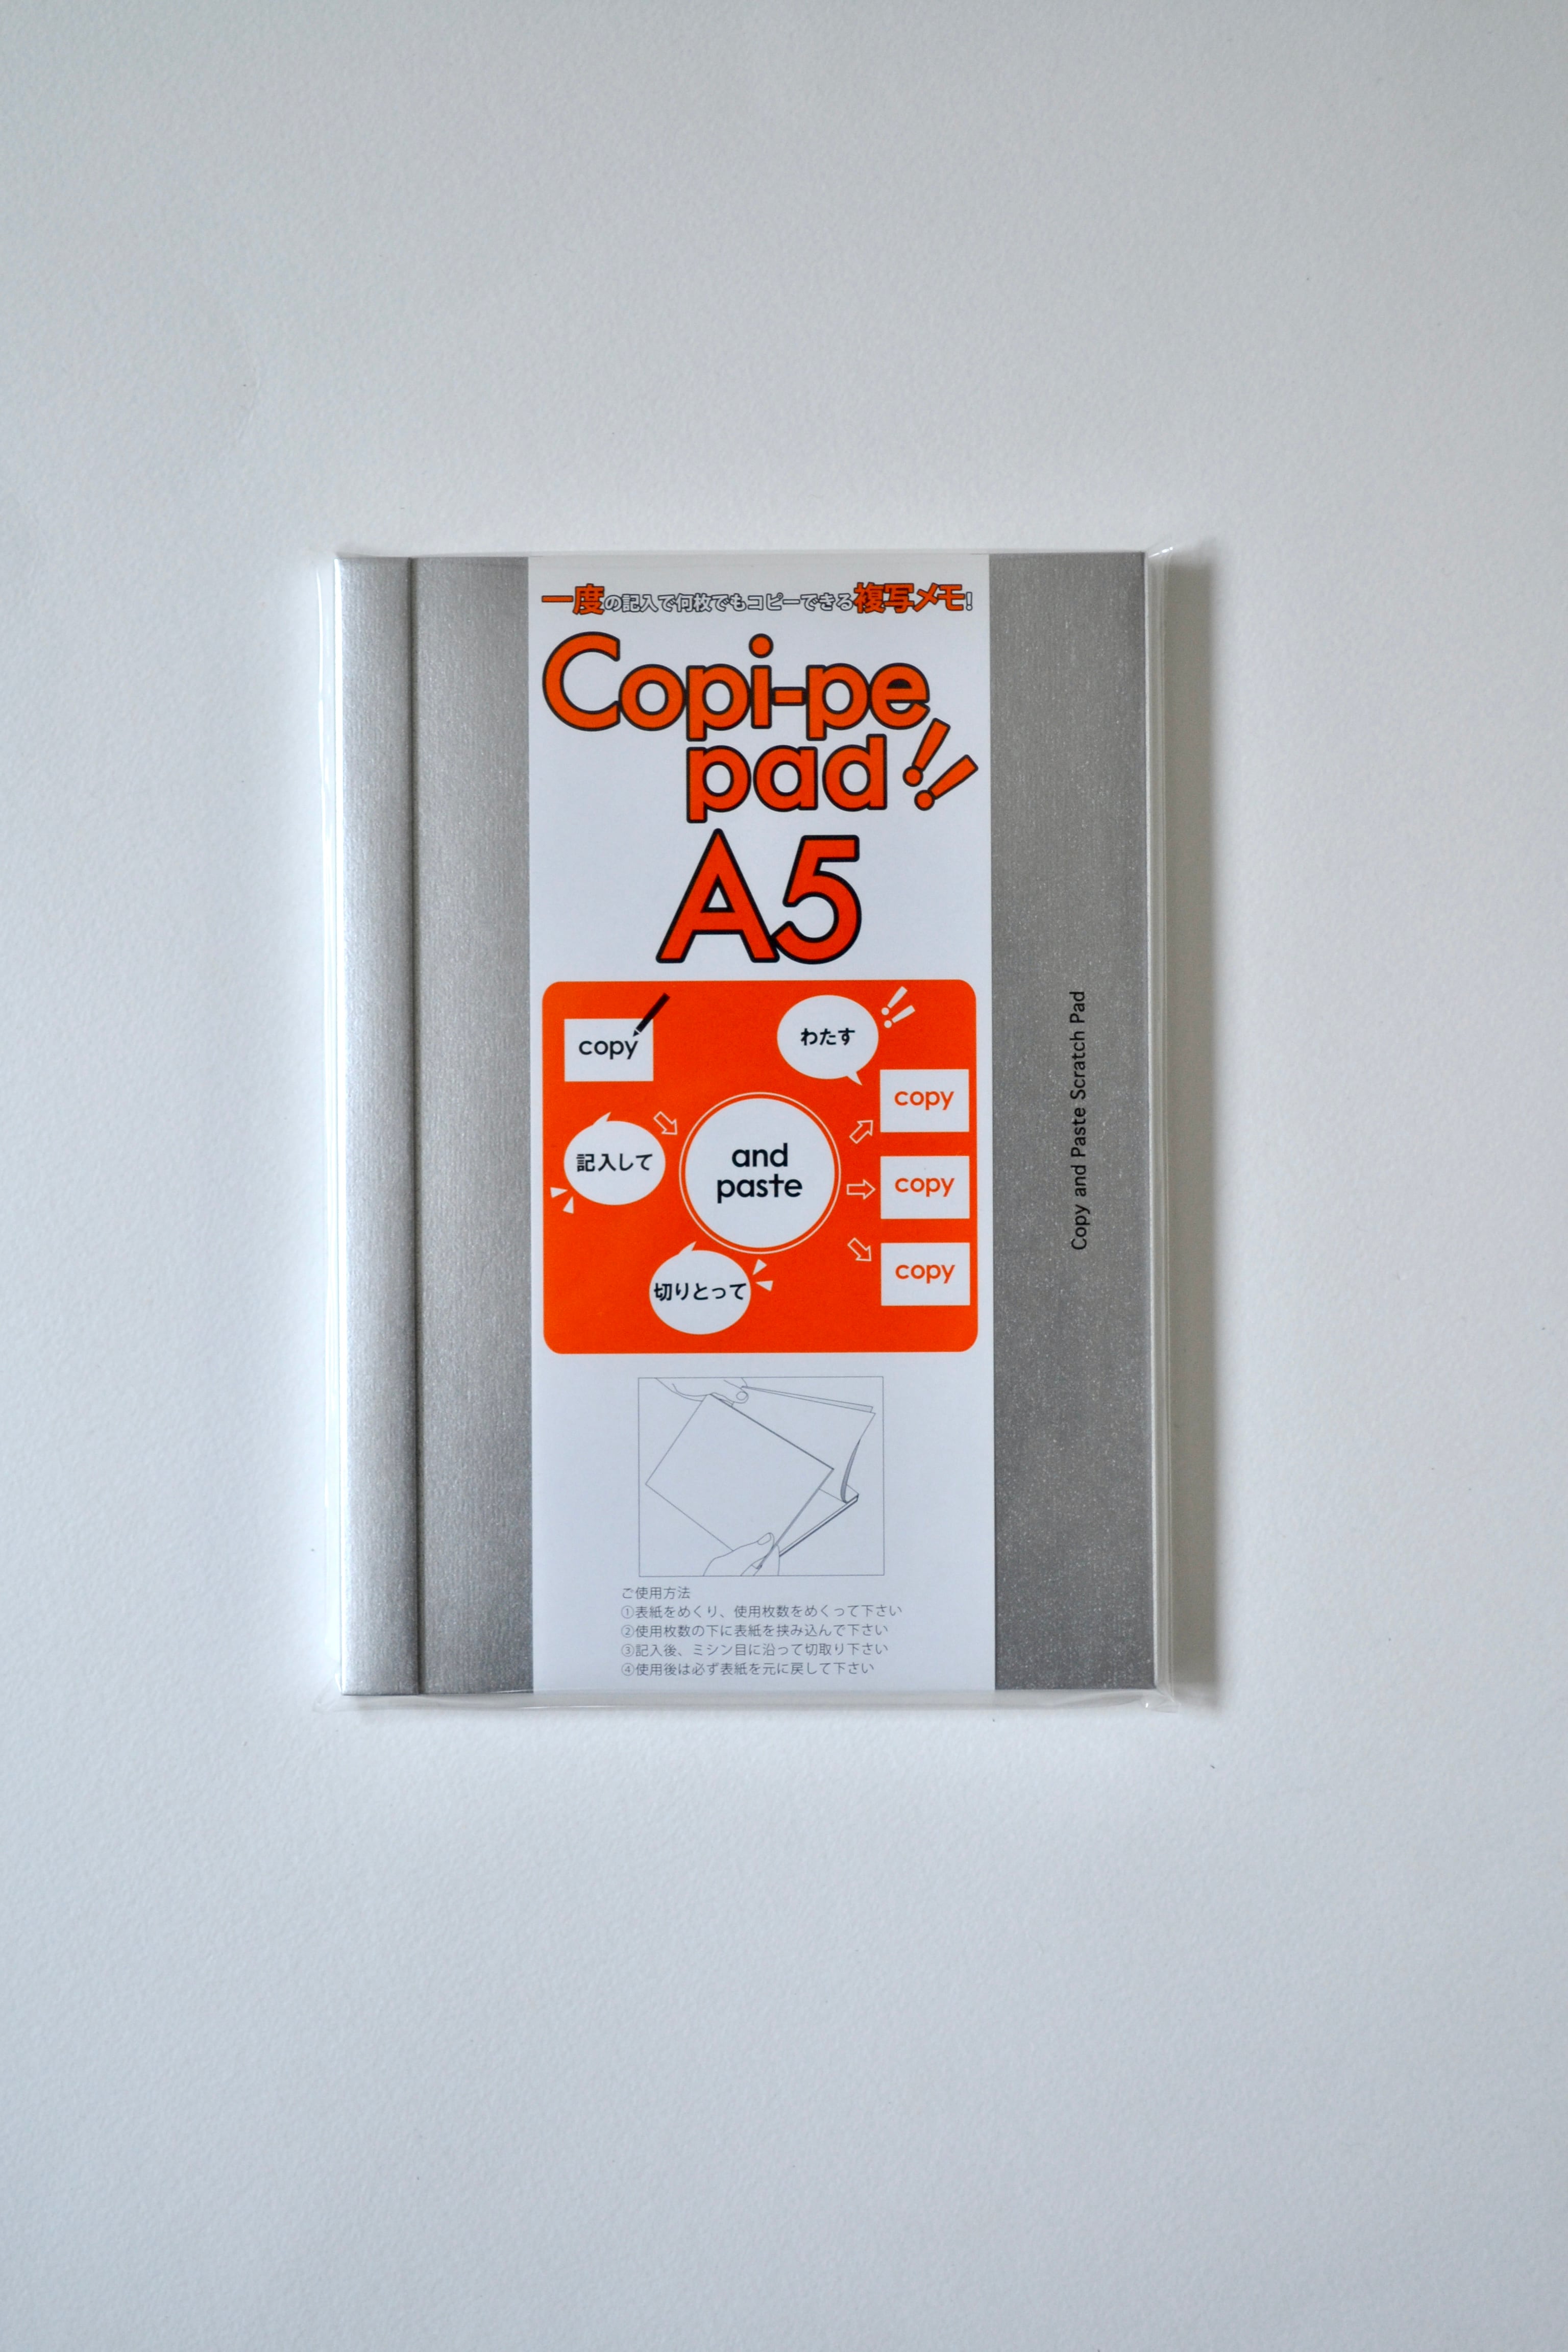 一度の記入で何枚でもコピーできる複写メモ!
Copi-pe
pad!!
A5
copy
わたす
copy
記入して
and
paste
copy
切りとって
copy
ご使用方法
①表紙をめくり、使用枚数をめくって下さい
②使用枚数の下に表紙を挟み込んで下さい
③記入後、ミシン目に沿って切取り下さい
④使用後は必ず表紙を元に戻して下さい
Copy and Paste Scratch Pad